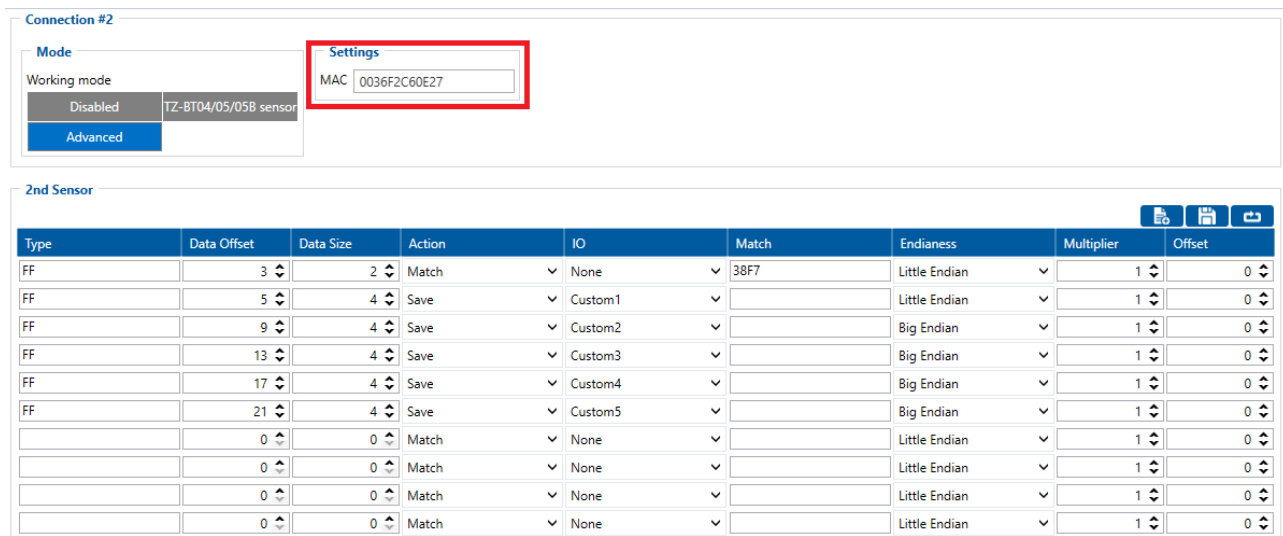 Connection #2
Mode
Settings
Working mode
MAC 0036F2C60E27
Disabled TZ-BT04/05/05B sensor
Advanced
2nd Sensor
Type Data Offset Data Size Action IO Match Endianess Multiplier Offset
FF 3 2 Match None 38F7 Little Endian 1 0
FF 5 4 Save Custom1 Little Endian 1 0
FF 9 4 Save Custom2 Big Endian 1 0
FF 13 4 Save Custom3 Big Endian 1 0
FF 17 4 Save Custom4 Big Endian 1 0
FF 21 4 Save Custom5 Big Endian 1 0
0 0 Match None Little Endian 1 0
0 0 Match None Little Endian 1 0
0 0 Match None Little Endian 1 0
0 0 Match None Little Endian 1 0